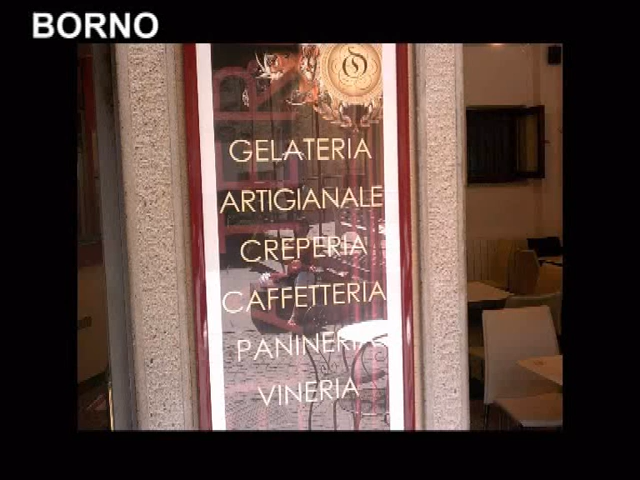 BORNO
GELATERIA
ARTIGIANALE
CREPERIA
CAFFETTERIA
PANINERIA
VINERIA